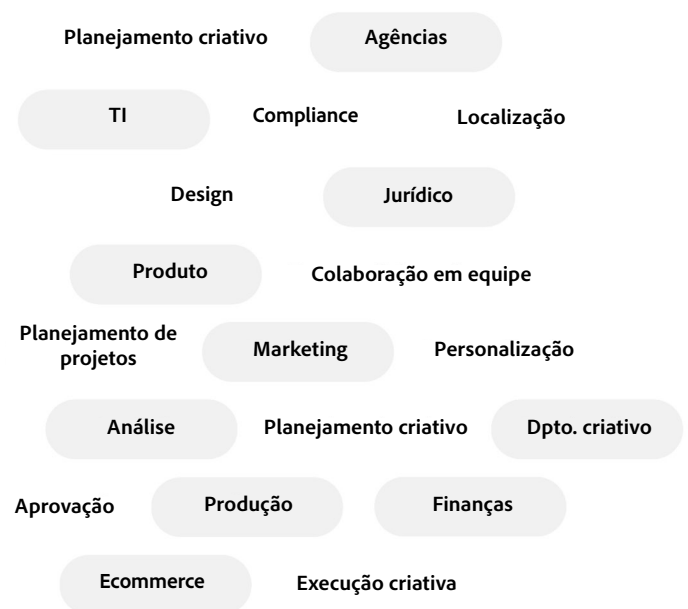 Planejamento criativo Agências
TI Compliance Localização
Design Jurídico
Produto Colaboração em equipe
Planejamento de
projetos Marketing Personalização
Análise Planejamento criativo Dpto. criativo
Aprovação Produção Finanças
Ecommerce Execução criativa